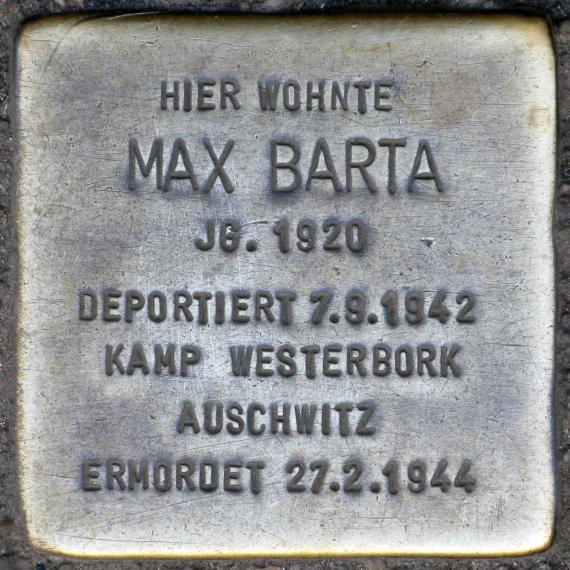 HIER WOHNTE
MAX BARTA
JG. 1920
DEPORTIERT 7.9.1942
KAMP WESTERBORK
AUSCHWITZ
ERMORDET 27.2.1944